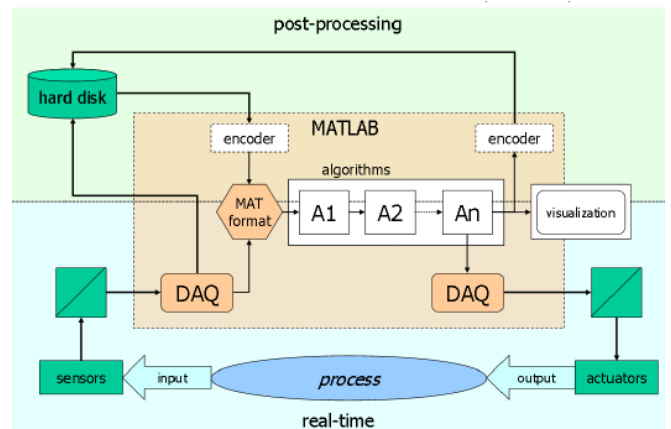 post-processing
hard disk
encoder
MATLAB
encoder
algorithms
MAT
format
A1
A2
An
visualization
DAQ
DAQ
sensors
input
process
output
actuators
real-time